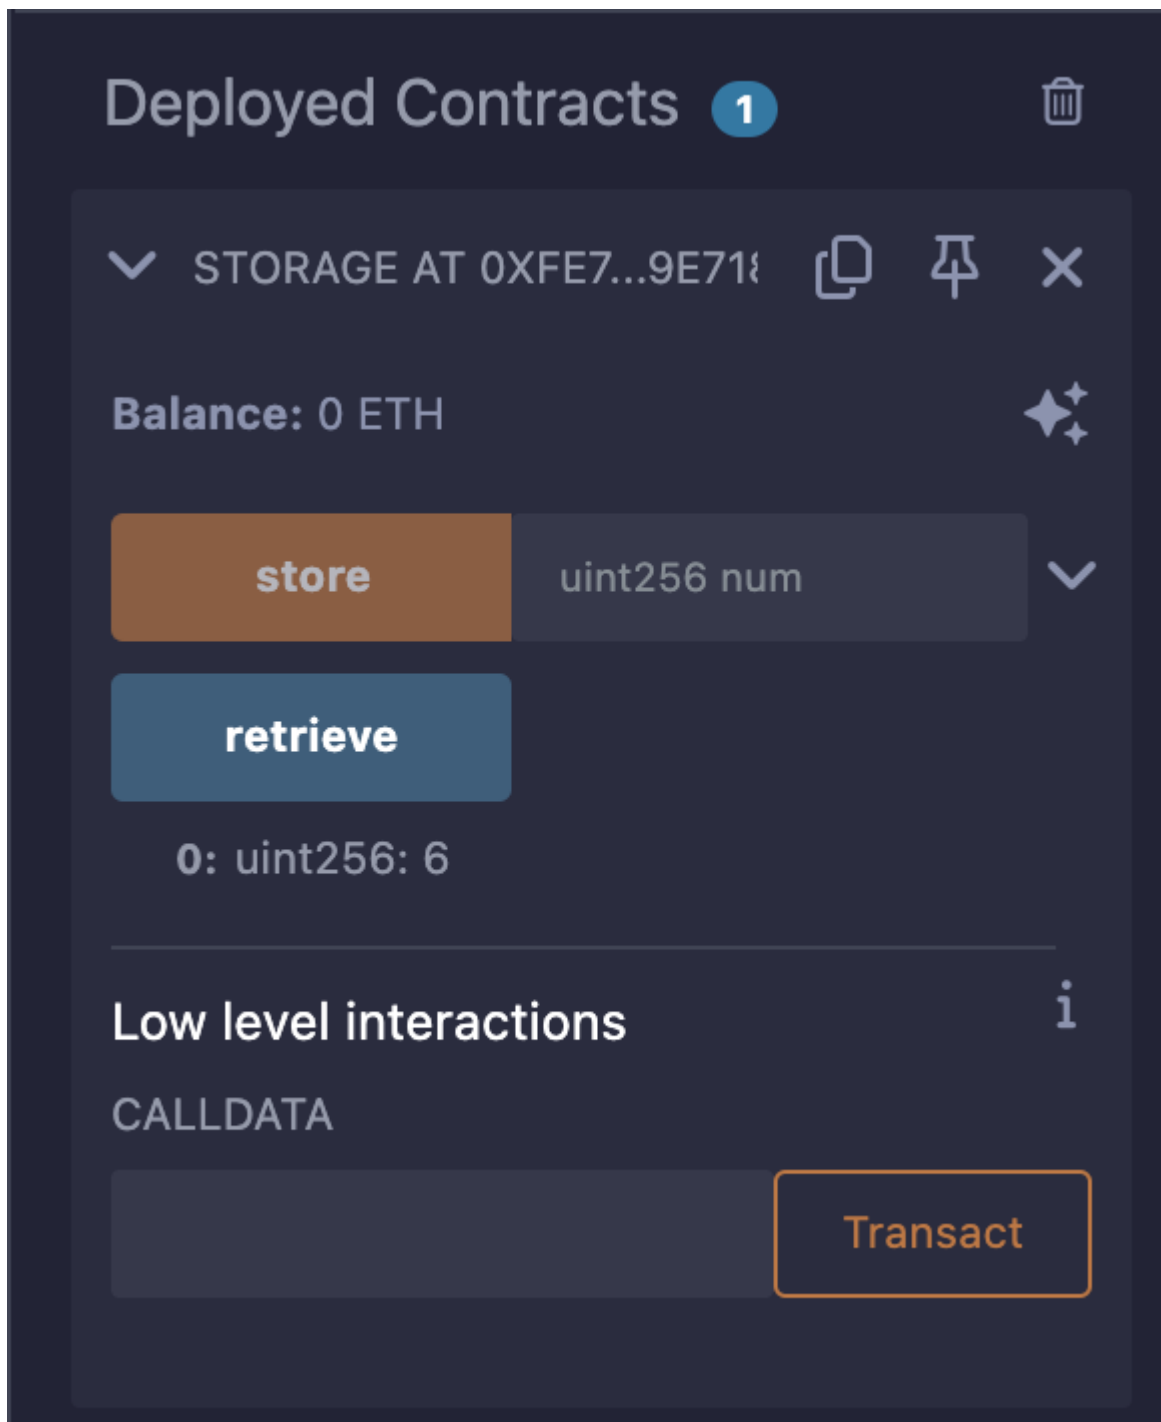 Deployed Contracts 1
STORAGE AT 0XFE7...9E718
Balance: 0 ETH
store uint256 num
retrieve
0: uint256: 6
Low level interactions
i
CALLDATA
Transact